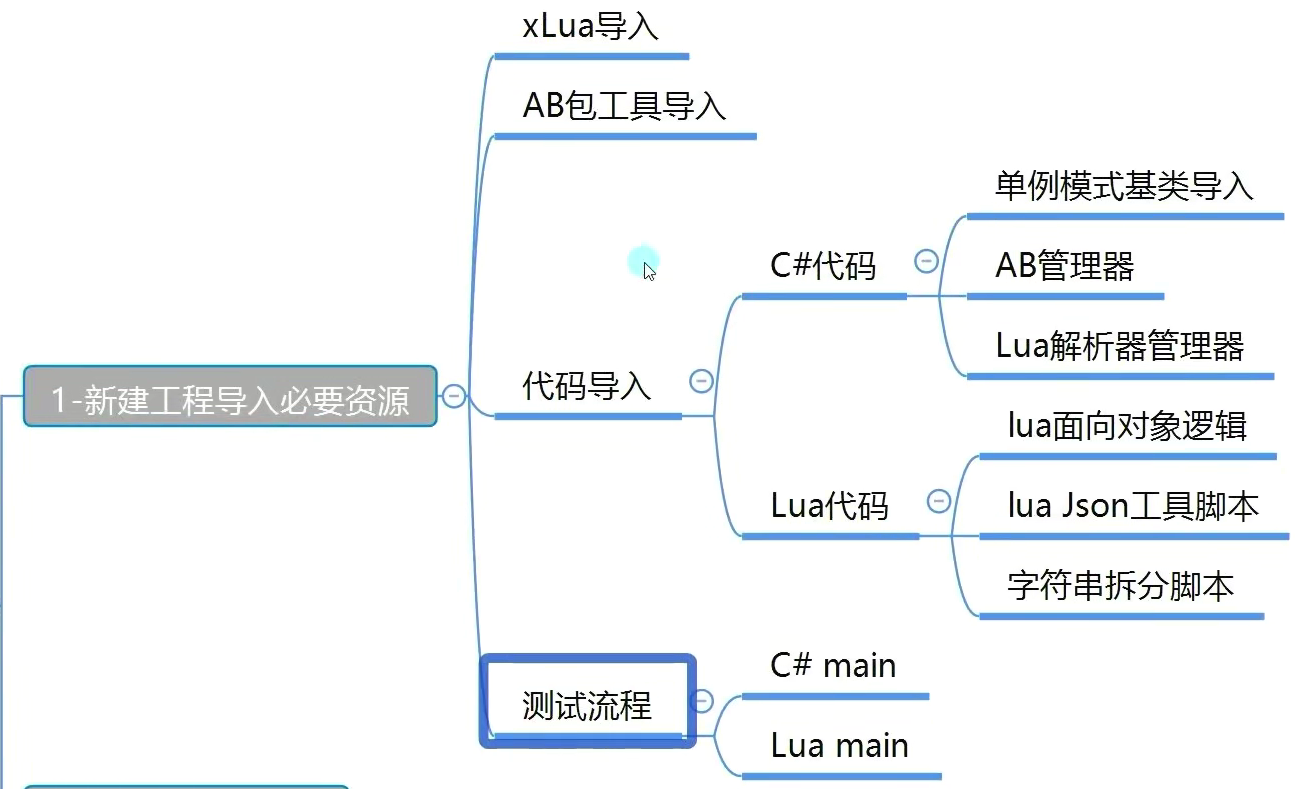 xLua导入
AB包工具导入
单例模式基类导入
C#代码
AB管理器
Lua解析器管理器
代码导入
1-新建工程导入必要资源
lua面向对象逻辑
Lua代码
lua Json工具脚本
字符串拆分脚本
C# main
测试流程
Lua main